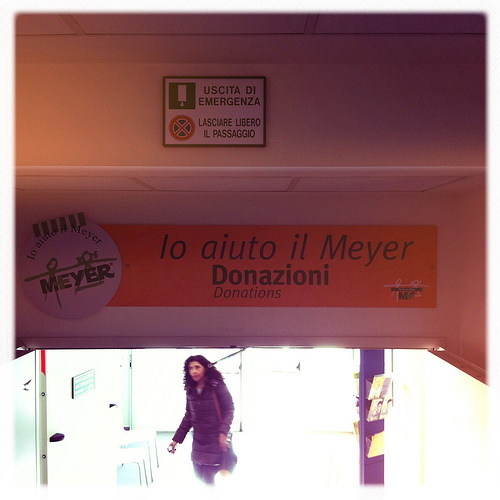 USCITA DI
EMERGENZA
LASCIARE LIBERO
IL PASSAGGIO
Io aiuto il Meyer
MEYER
Io aiuto il Meyer
Donazioni
Donations